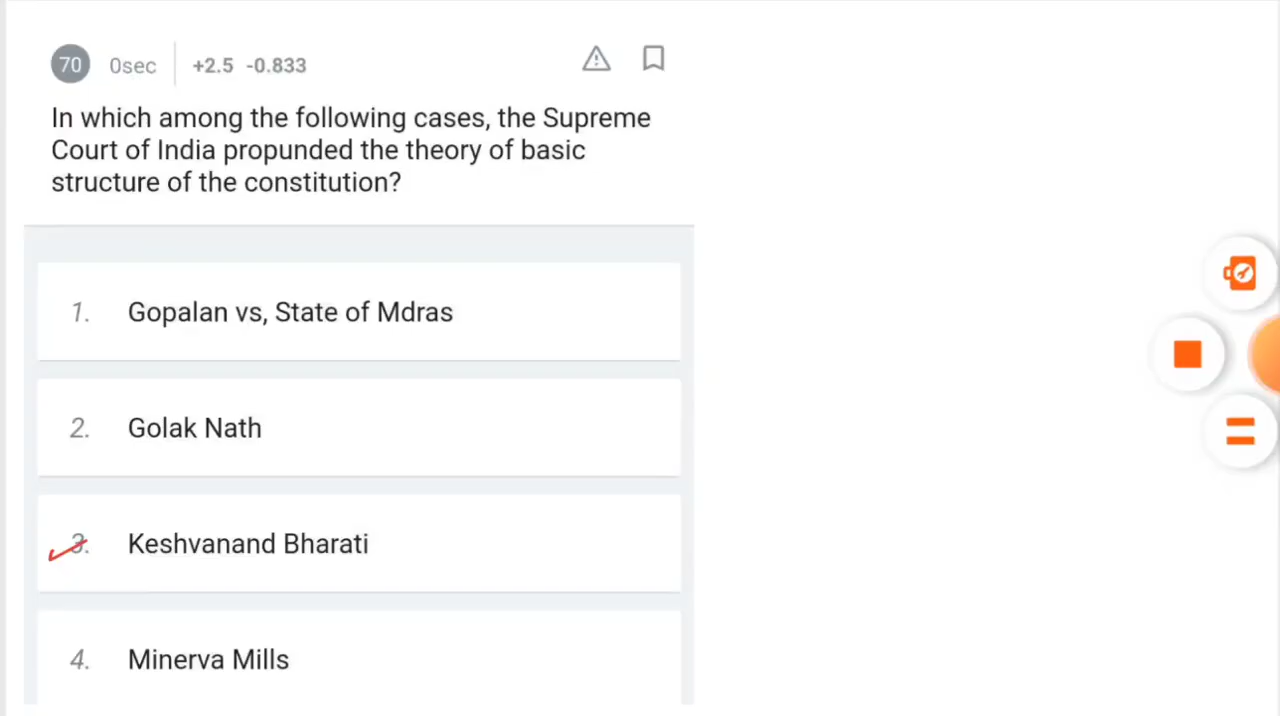 70 0sec +2.5 -0.833
In which among the following cases, the Supreme
Court of India propunded the theory of basic
structure of the constitution?
1. Gopalan vs, State of Mdras
2. Golak Nath
3. Keshvanand Bharati
4. Minerva Mills